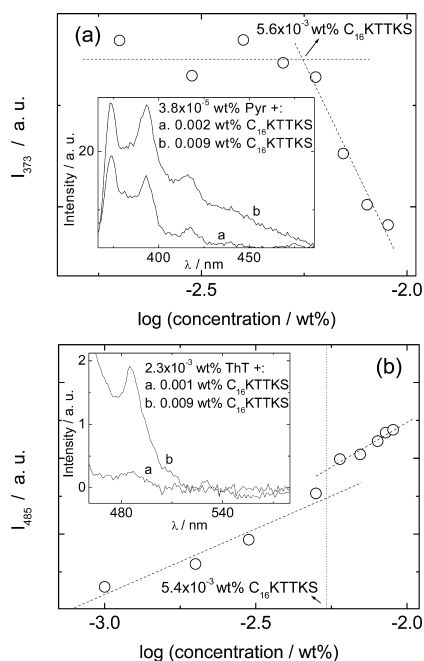 (a)
5.6x10⁻³ wt% C₁₆KTTKS
3.8x10⁻⁵ wt% Pyr +:
a. 0.002 wt% C₁₆KTTKS
b. 0.009 wt% C₁₆KTTKS
20
Intensity / a. u.
b
a
400 450
λ / nm
I₃₇₃ / a. u.
-2.5 -2.0
log (concentration / wt%)
(b)
2.3x10⁻³ wt% ThT +:
a. 0.001 wt% C₁₆KTTKS
b. 0.009 wt% C₁₆KTTKS
2
1
0
Intensity / a. u.
b
a
480 540
λ / nm
5.4x10⁻³ wt% C₁₆KTTKS
I₄₈₅ / a. u.
-3.0 -2.5 -2.0
log (concentration / wt%)